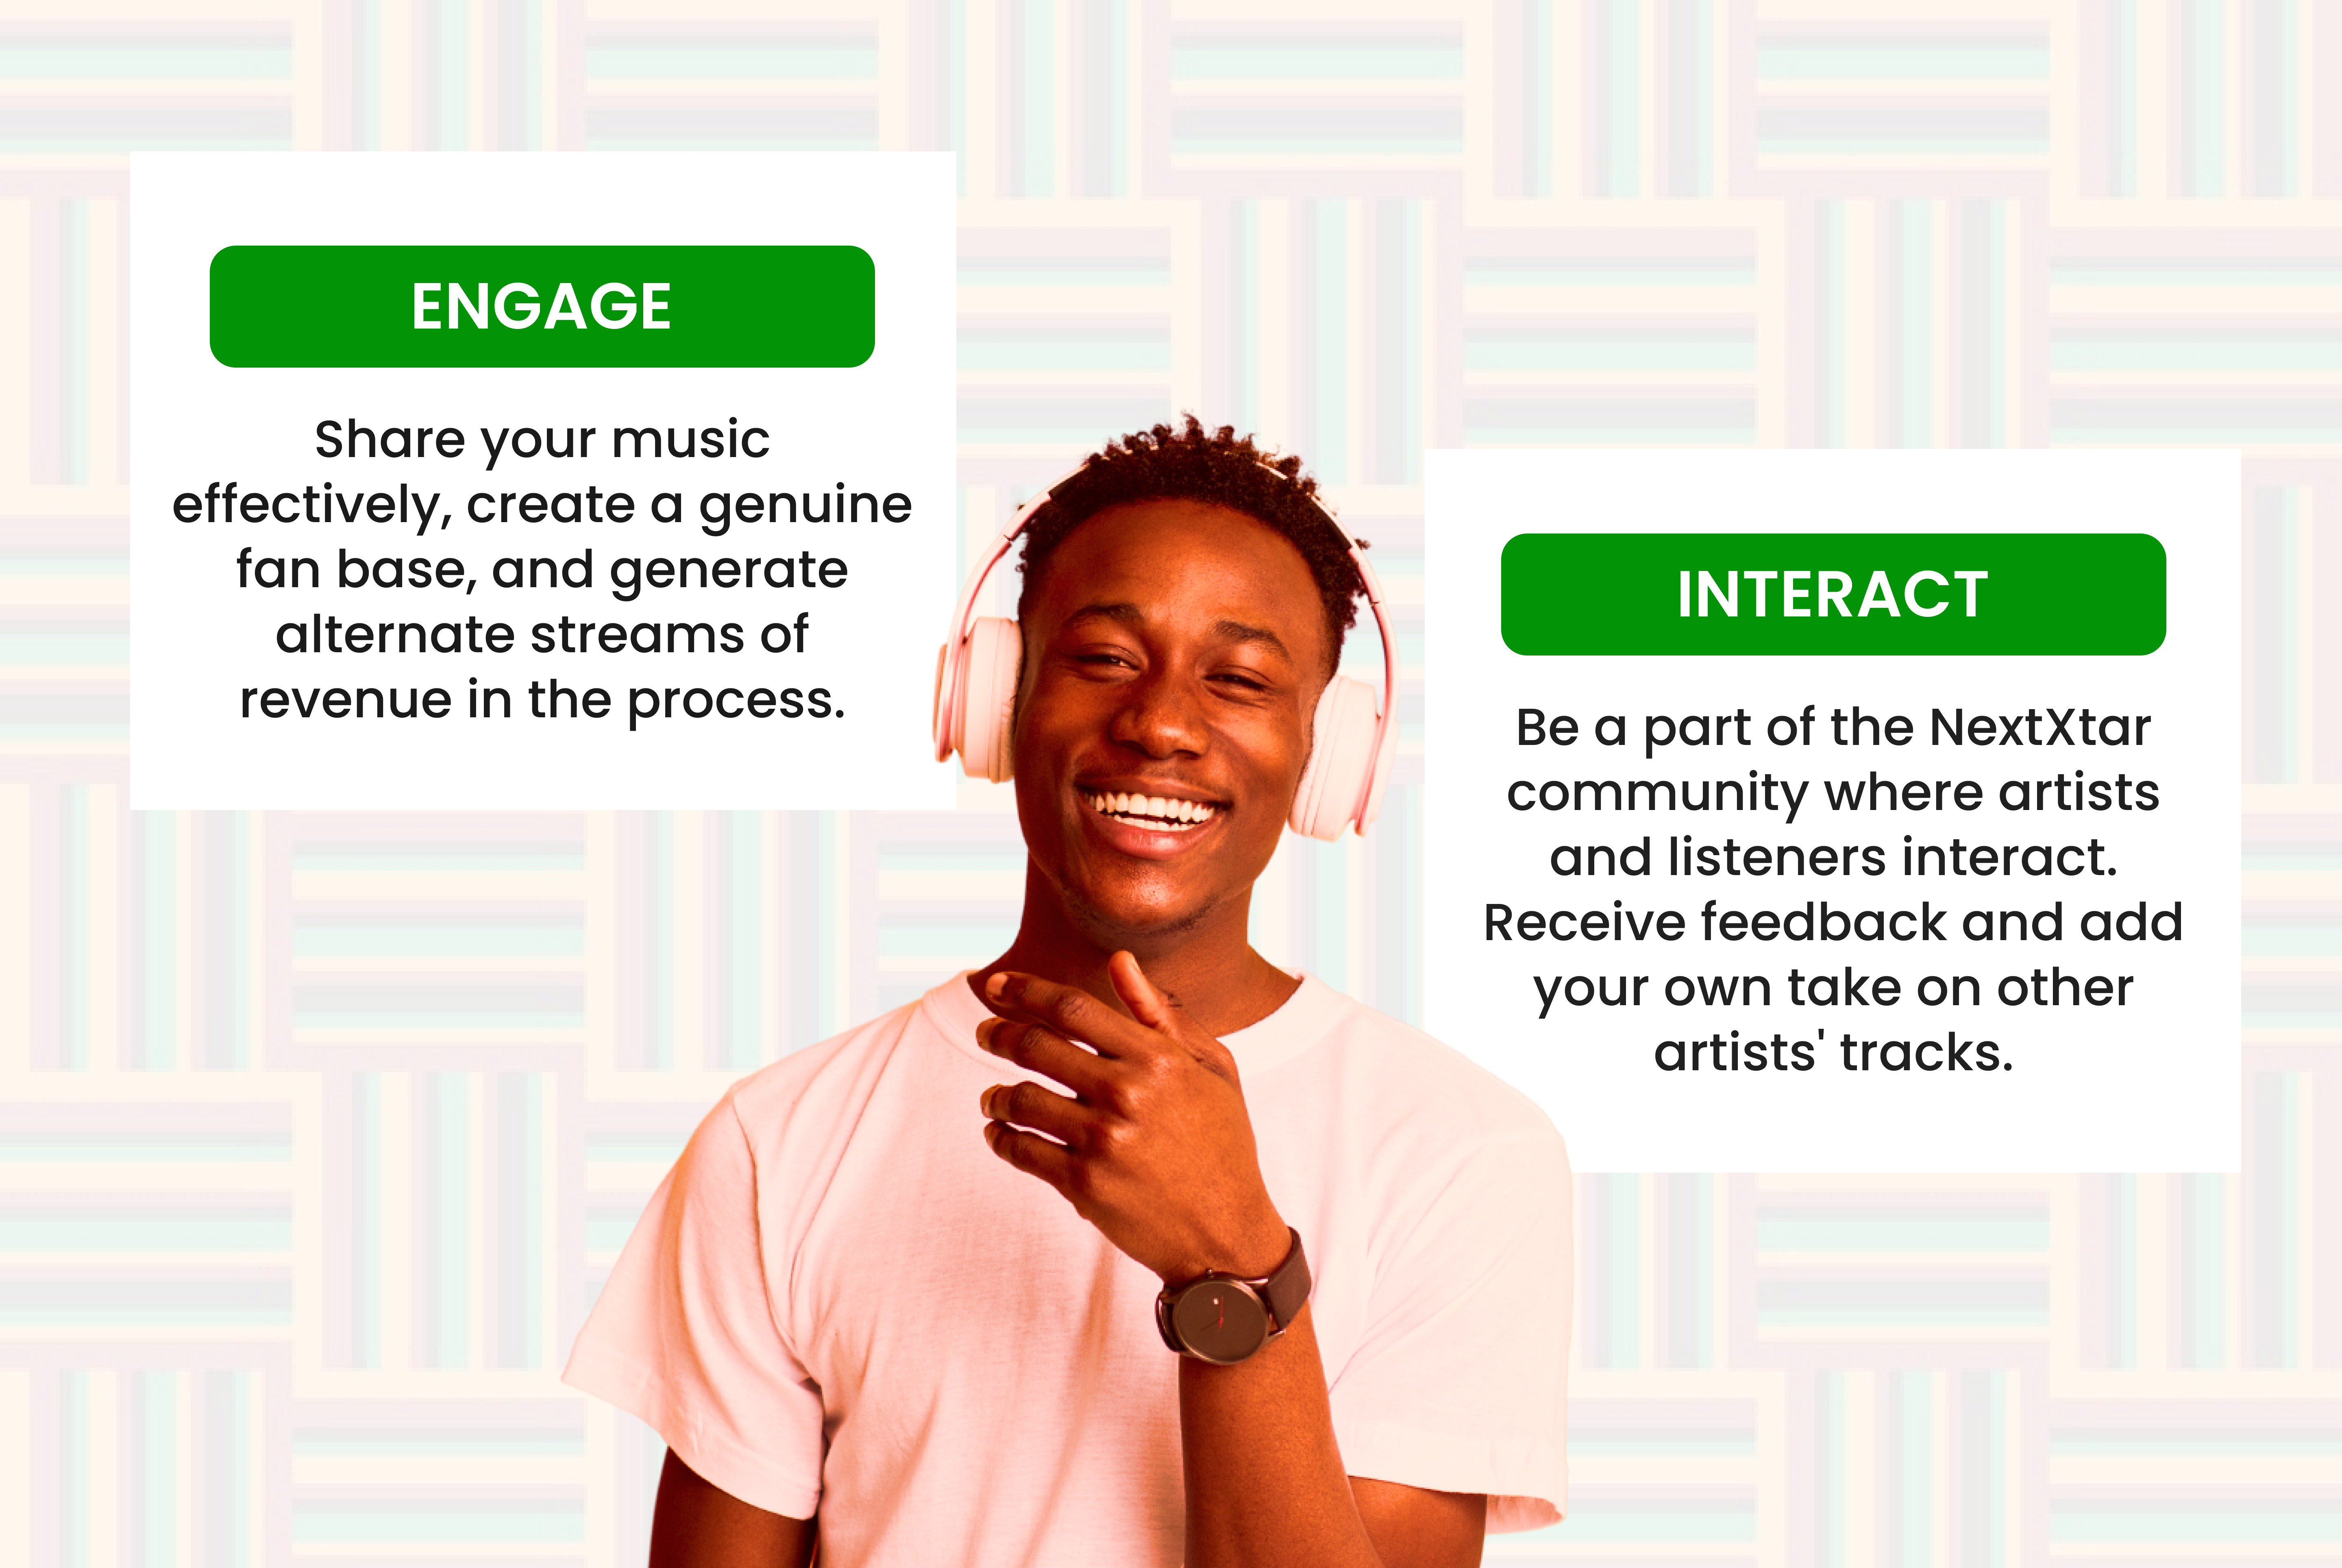 ENGAGE
Share your music
effectively, create a genuine
fan base, and generate
alternate streams of
revenue in the process.
INTERACT
Be a part of the NextXtar
community where artists
and listeners interact.
Receive feedback and add
your own take on other
artists' tracks.